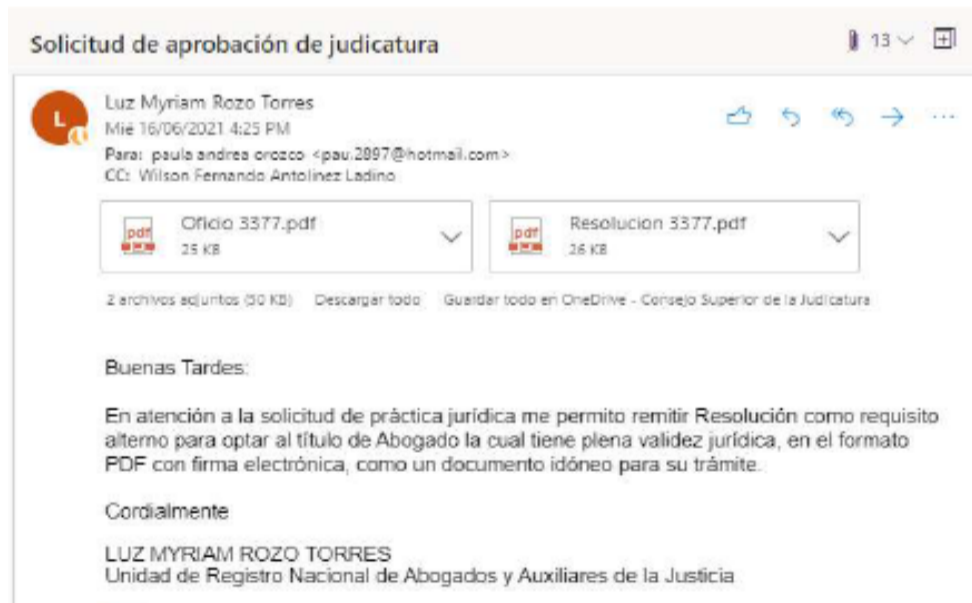 Solicitud de aprobación de judicatura
13
L
Luz Myriam Rozo Torres
Mié 16/06/2021 4:25 PM
Para: paula andrea orozco <pau.2897@hotmail.com>
CC: Wilson Fernando Antolinez Ladino
pdf
Oficio 3377.pdf
25 KB
pdf
Resolucion 3377.pdf
26 KB
2 archivos adjuntos (50 KB) Descargar todo Guardar todo en OneDrive - Consejo Superior de la Judicatura
Buenas Tardes:
En atención a la solicitud de práctica jurídica me permito remitir Resolución como requisito
alterno para optar al título de Abogado la cual tiene plena validez jurídica, en el formato
PDF con firma electrónica, como un documento idóneo para su trámite.
Cordialmente
LUZ MYRIAM ROZO TORRES
Unidad de Registro Nacional de Abogados y Auxiliares de la Justicia